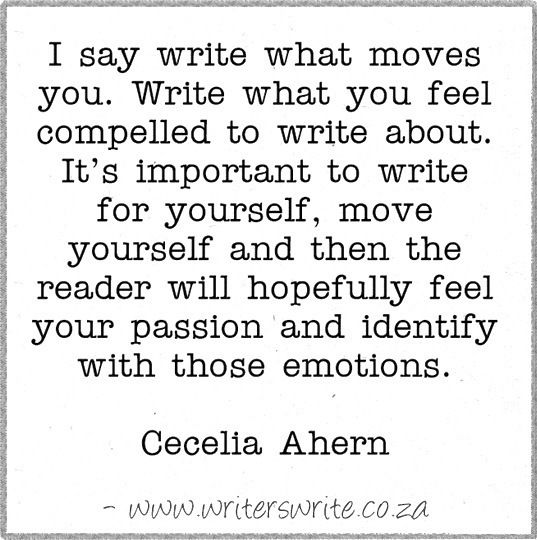 I say write what moves
you. Write what you feel
compelled to write about.
It's important to write
for yourself, move
yourself and then the
reader will hopefully feel
your passion and identify
with those emotions.
Cecelia Ahern
- www.writerswrite.co.za